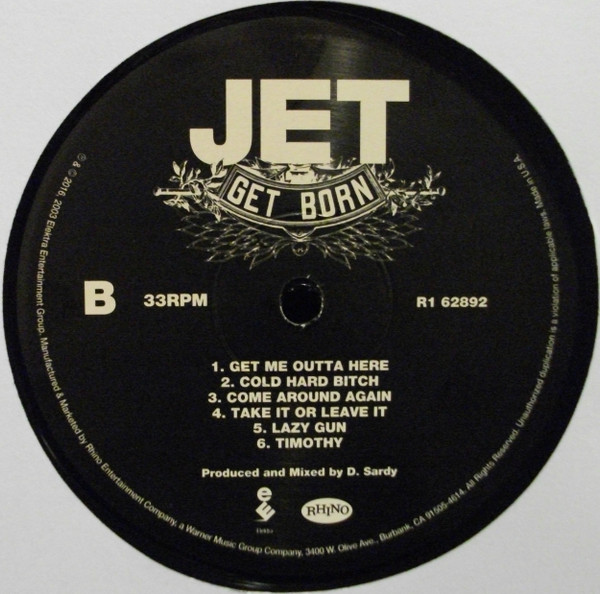 JET
GET BORN
B
33RPM
R1 62892
1. GET ME OUTTA HERE
2. COLD HARD BITCH
3. COME AROUND AGAIN
4. TAKE IT OR LEAVE IT
5. LAZY GUN
6. TIMOTHY
Produced and Mixed by D. Sardy
RHINO
℗ & © 2016, 2003 Elektra Entertainment Group. Manufactured & Marketed by Rhino Entertainment Company, a Warner Music Group Company, 3400 W. Olive Ave., Burbank, CA 91505-4614. All Rights Reserved. Unauthorized duplication is a violation of applicable laws. Made in U.S.A.